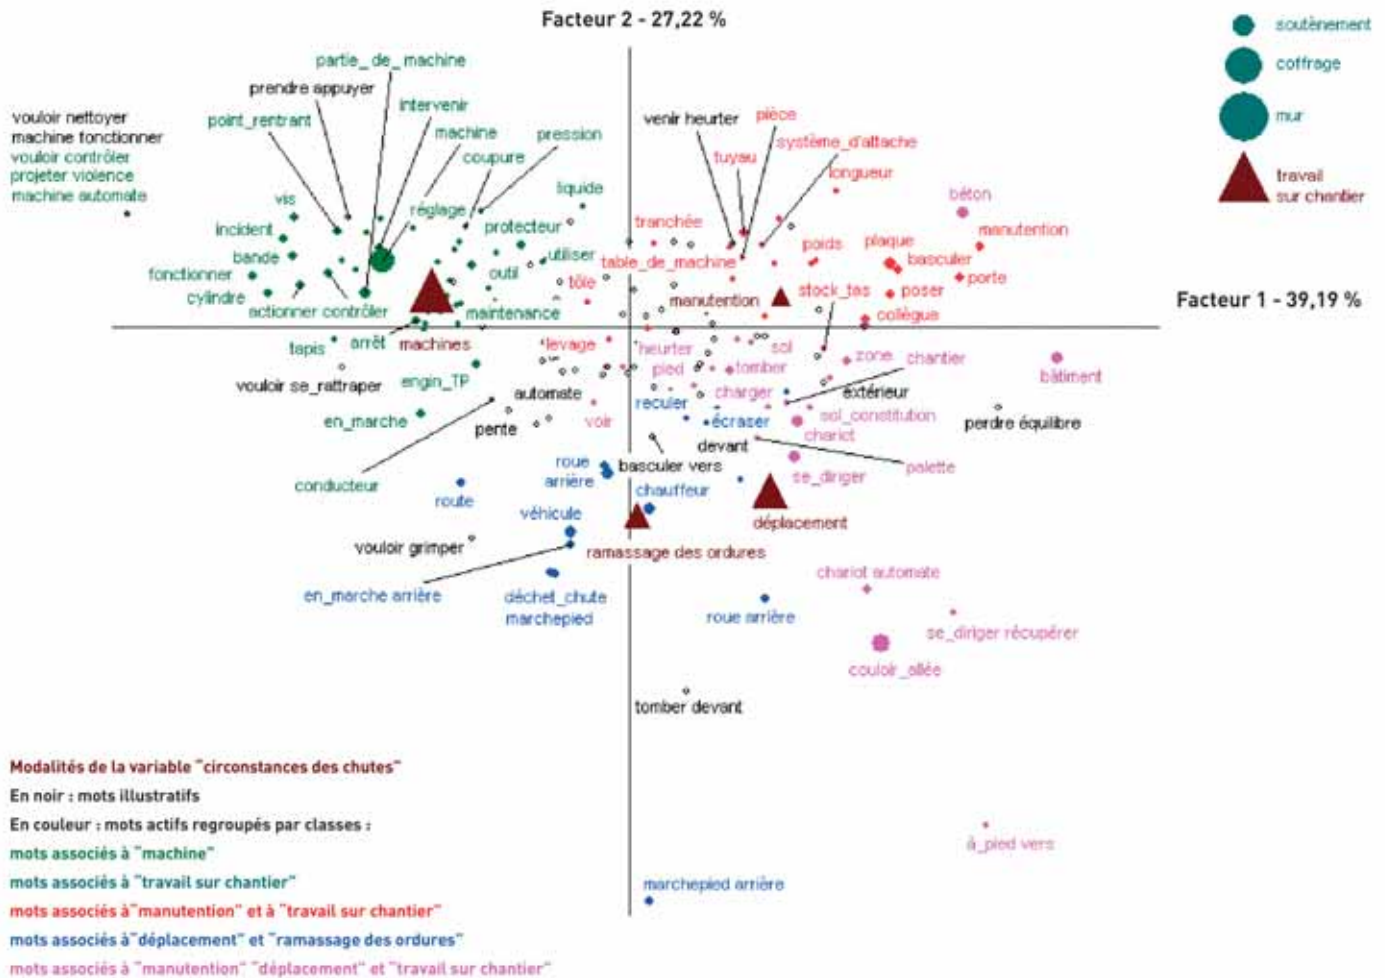 Facteur 2 - 27,22 %
soutènement
coffrage
mur
travail
sur chantier
partie_de_machine
prendre appuyer
intervenir
point_rentrant
machine
coupure
pression
vouloir nettoyer
machine fonctionner
vouloir contrôler
projeter violence
machine automate
venir heurter
pièce
tuyau
système_d'attache
longueur
liquide
béton
vis
réglage
protecteur
tranchée
manutention
incident
bande
utiliser
table_de_machine
poids
plaque
basculer
fonctionner
outil
tôle
porte
cylindre
actionner contrôler
maintenance
manutention
stock_tas
poser
Facteur 1 - 39,19 %
collègue
tapis
arrêt
machines
levage
heurter
sol
zone
chantier
vouloir se_rattraper
engin_TP
pied
tomber
bâtiment
automate
charger
extérieur
en_marche
pente
voir
reculer
écraser
sol_constitution
perdre équilibre
chariot
devant
conducteur
roue
arrière
basculer vers
palette
se_diriger
route
chauffeur
véhicule
déplacement
vouloir grimper
ramassage des ordures
en_marche arrière
déchet_chute
marchepied
chariot automate
roue arrière
se_diriger récupérer
couloir_allée
tomber devant
à_pied vers
marchepied arrière
Modalités de la variable "circonstances des chutes"
En noir : mots illustratifs
En couleur : mots actifs regroupés par classes :
mots associés à "machine"
mots associés à "travail sur chantier"
mots associés à"manutention" et à "travail sur chantier"
mots associés à"déplacement" et "ramassage des ordures"
mots associés à "manutention" "déplacement" et "travail sur chantier"